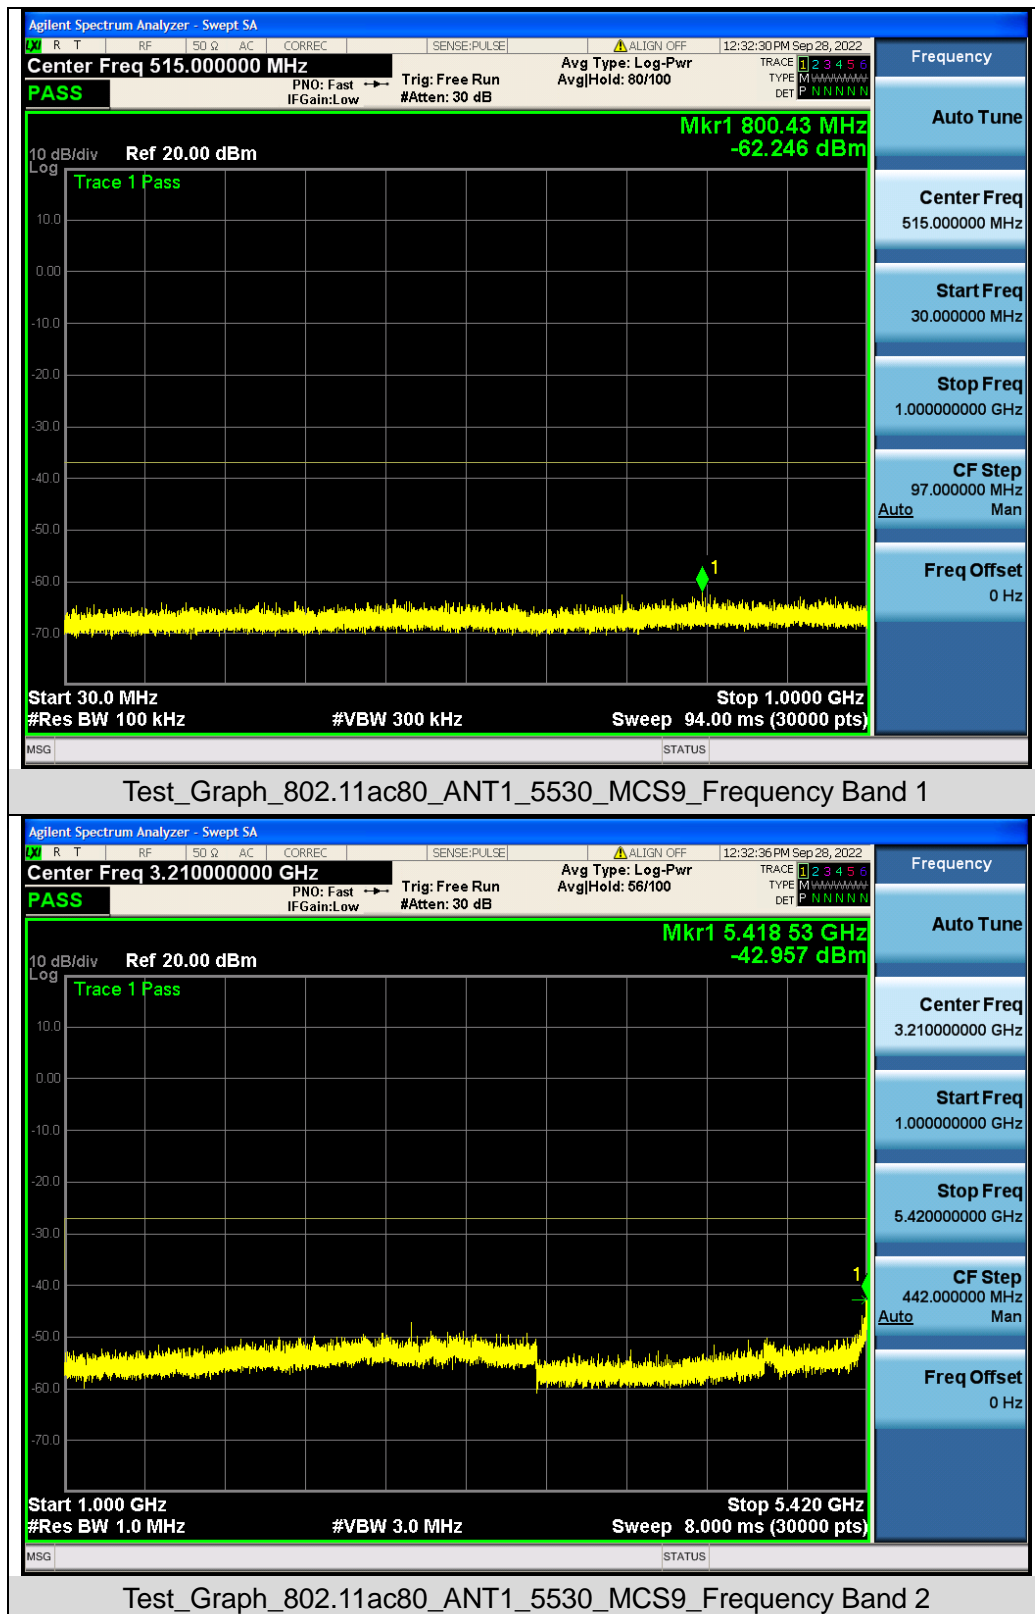 Agilent Spectrum Analyzer - Swept SA
LXI R T RF 50 Ω AC CORREC SENSE:PULSE ALIGN OFF 12:32:30 PM Sep 28, 2022
Center Freq 515.000000 MHz
PNO: Fast
IFGain:Low
Trig: Free Run
#Atten: 30 dB
Avg Type: Log-Pwr
Avg|Hold: 80/100
TRACE 1 2 3 4 5 6
TYPE M
DET P N N N N N
PASS
Mkr1 800.43 MHz
-62.246 dBm
10 dB/div Ref 20.00 dBm
Log
Trace 1 Pass
10.0
0.00
-10.0
-20.0
-30.0
-40.0
-50.0
-60.0
-70.0
1
Start 30.0 MHz Stop 1.0000 GHz
#Res BW 100 kHz #VBW 300 kHz Sweep 94.00 ms (30000 pts)
MSG STATUS
Frequency
Auto Tune
Center Freq
515.000000 MHz
Start Freq
30.000000 MHz
Stop Freq
1.000000000 GHz
CF Step
97.000000 MHz
Auto Man
Freq Offset
0 Hz
Test_Graph_802.11ac80_ANT1_5530_MCS9_Frequency Band 1
Agilent Spectrum Analyzer - Swept SA
LXI R T RF 50 Ω AC CORREC SENSE:PULSE ALIGN OFF 12:32:36 PM Sep 28, 2022
Center Freq 3.210000000 GHz
PNO: Fast
IFGain:Low
Trig: Free Run
#Atten: 30 dB
Avg Type: Log-Pwr
Avg|Hold: 56/100
TRACE 1 2 3 4 5 6
TYPE M
DET P N N N N N
PASS
Mkr1 5.418 53 GHz
-42.957 dBm
10 dB/div Ref 20.00 dBm
Log
Trace 1 Pass
10.0
0.00
-10.0
-20.0
-30.0
-40.0
-50.0
-60.0
-70.0
1
Start 1.000 GHz Stop 5.420 GHz
#Res BW 1.0 MHz #VBW 3.0 MHz Sweep 8.000 ms (30000 pts)
MSG STATUS
Frequency
Auto Tune
Center Freq
3.210000000 GHz
Start Freq
1.000000000 GHz
Stop Freq
5.420000000 GHz
CF Step
442.000000 MHz
Auto Man
Freq Offset
0 Hz
Test_Graph_802.11ac80_ANT1_5530_MCS9_Frequency Band 2